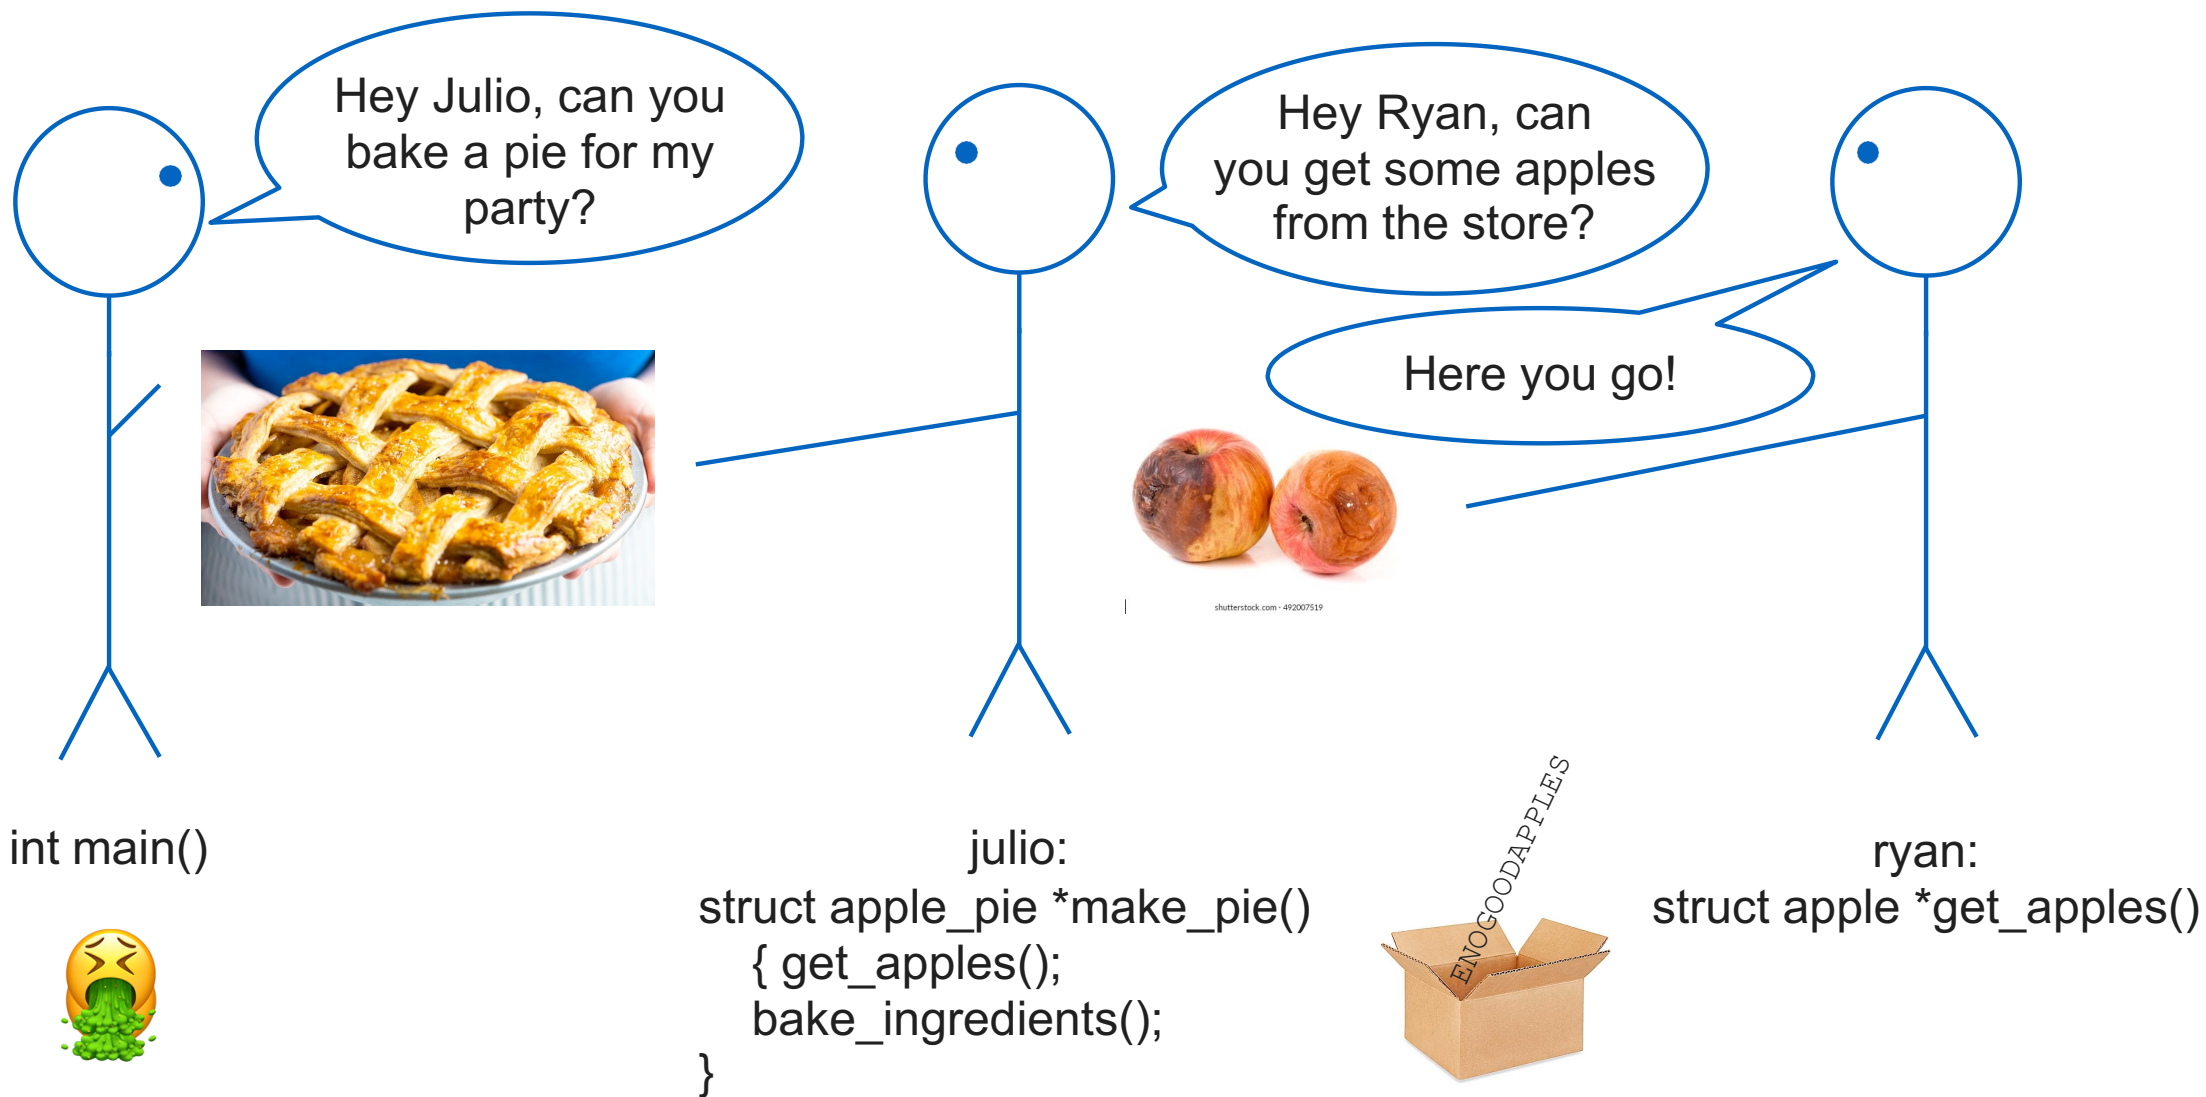 Hey Julio, can you
bake a pie for my
party?
Hey Ryan, can
you get some apples
from the store?
Here you go!
shutterstock.com · 492007519
int main()
julio:
struct apple_pie *make_pie()
{ get_apples();
bake_ingredients();
}
ENOGOODAPPLES
ryan:
struct apple *get_apples()